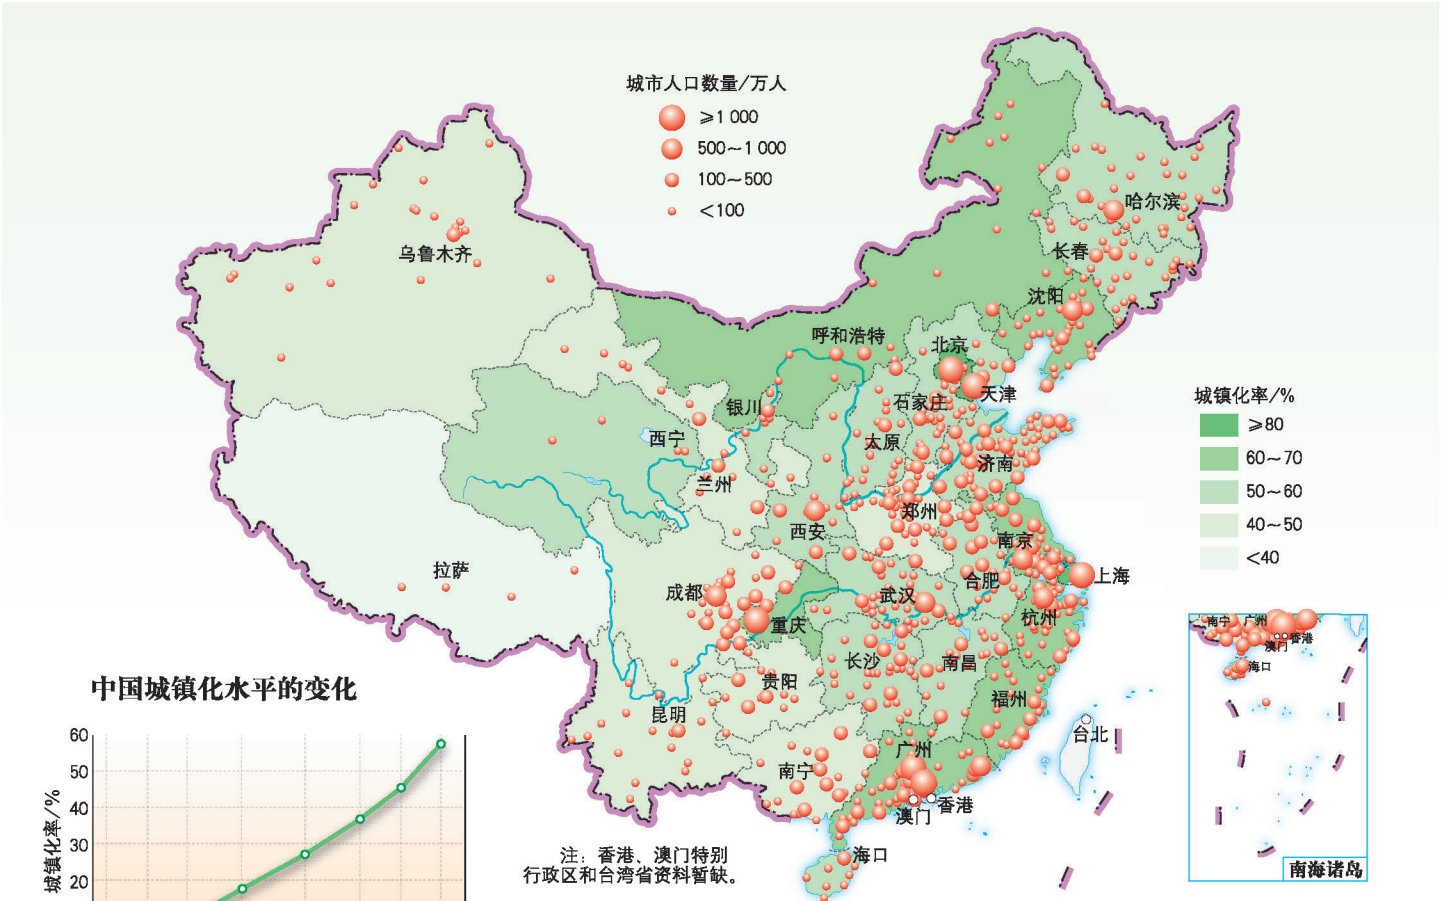 城市人口数量/万人
≥1 000
500~1 000
100~500
<100
哈尔滨
乌鲁木齐
长春
沈阳
呼和浩特
北京
天津
银川
石家庄
城镇化率/%
≥80
60~70
50~60
40~50
<40
西宁
太原
济南
兰州
郑州
西安
南京
拉萨
成都
合肥
上海
武汉
杭州
重庆
长沙
南昌
贵阳
福州
昆明
台北
广州
南宁
香港
澳门
海口
南宁
广州
香港
澳门
海口
南海诸岛
中国城镇化水平的变化
60
50
40
30
20
城镇化率/%
注：香港、澳门特别
行政区和台湾省资料暂缺。